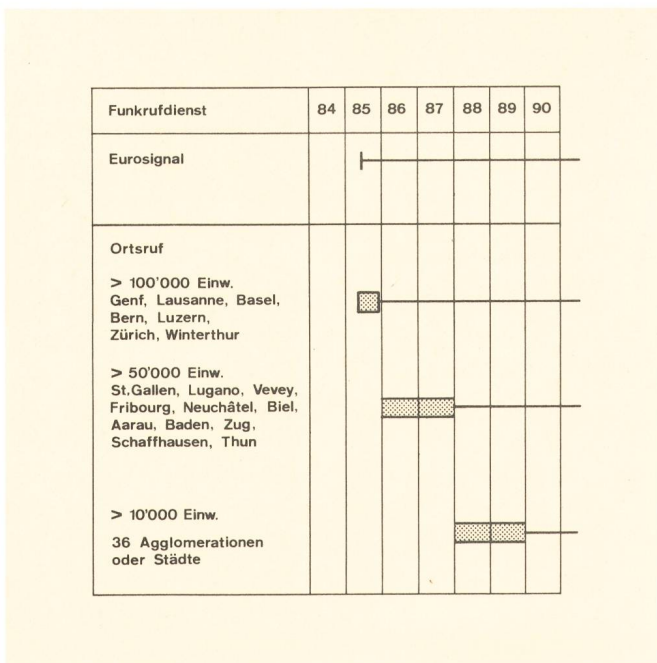 Funkrufdienst 84 85 86 87 88 89 90
Eurosignal
Ortsruf
> 100'000 Einw.
Genf, Lausanne, Basel,
Bern, Luzern,
Zürich, Winterthur
> 50'000 Einw.
St.Gallen, Lugano, Vevey,
Fribourg, Neuchâtel, Biel,
Aarau, Baden, Zug,
Schaffhausen, Thun
> 10'000 Einw.
36 Agglomerationen
oder Städte